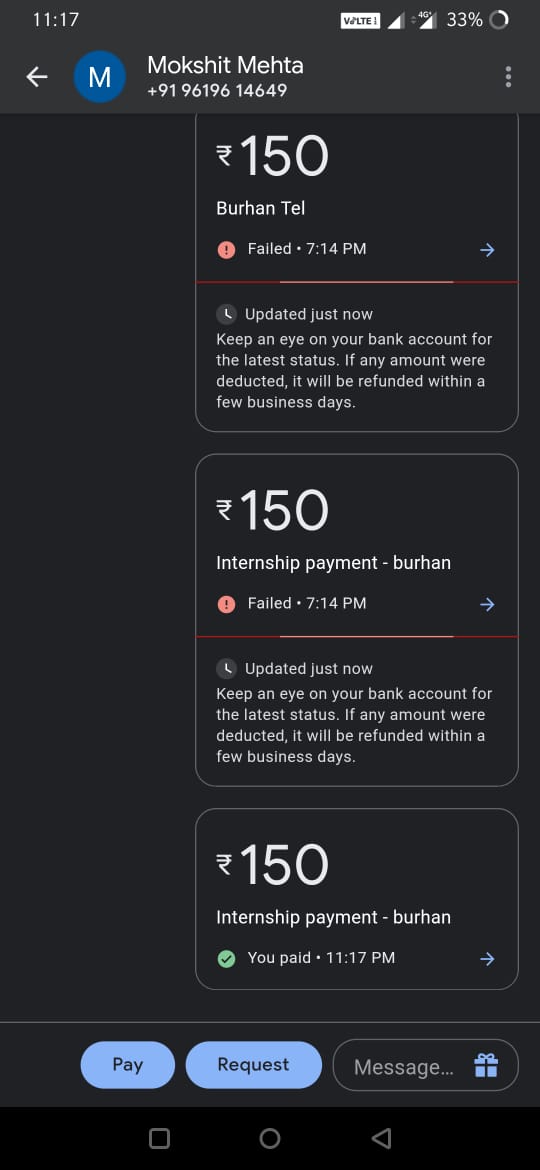 11:17
VoLTE 4G+ 33%
M
Mokshit Mehta
+91 96196 14649
₹150
Burhan Tel
Failed • 7:14 PM
Updated just now
Keep an eye on your bank account for
the latest status. If any amount were
deducted, it will be refunded within a
few business days.
₹150
Internship payment - burhan
Failed • 7:14 PM
Updated just now
Keep an eye on your bank account for
the latest status. If any amount were
deducted, it will be refunded within a
few business days.
₹150
Internship payment - burhan
You paid • 11:17 PM
Pay
Request
Message...